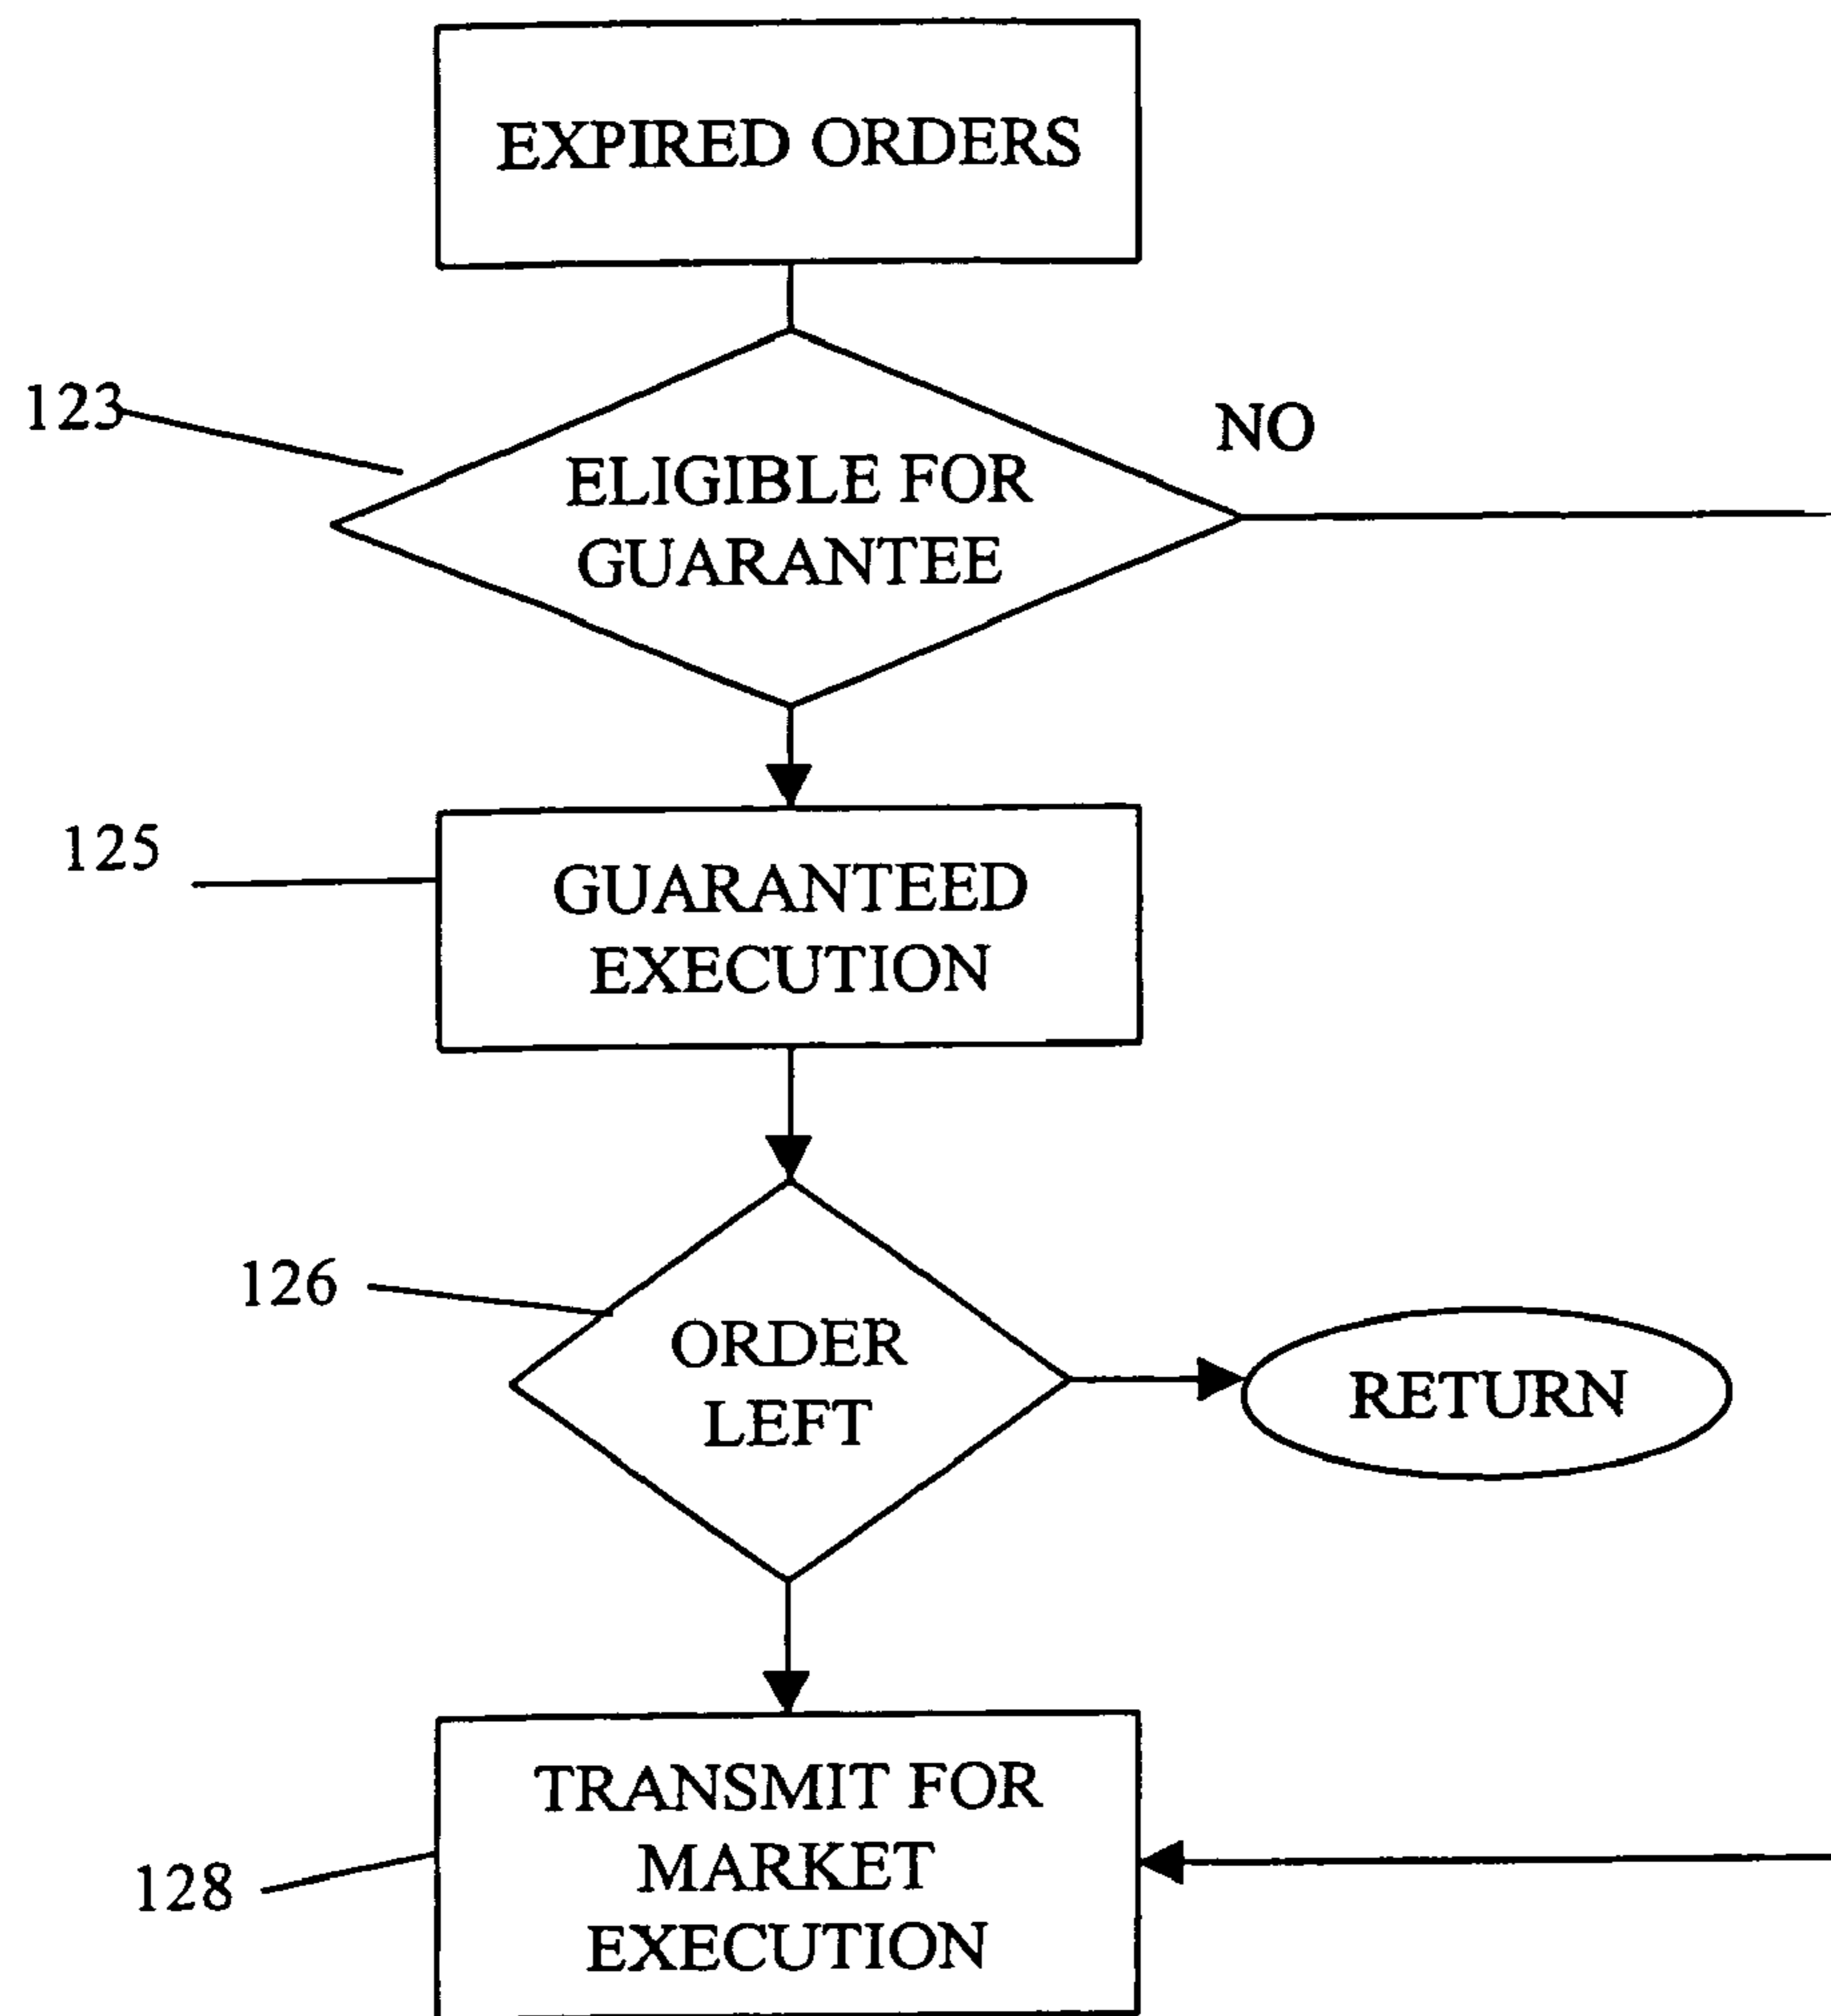 EXPIRED ORDERS
123
ELIGIBLE FOR
GUARANTEE
NO
125
GUARANTEED
EXECUTION
126
ORDER
LEFT
RETURN
128
TRANSMIT FOR
MARKET
EXECUTION